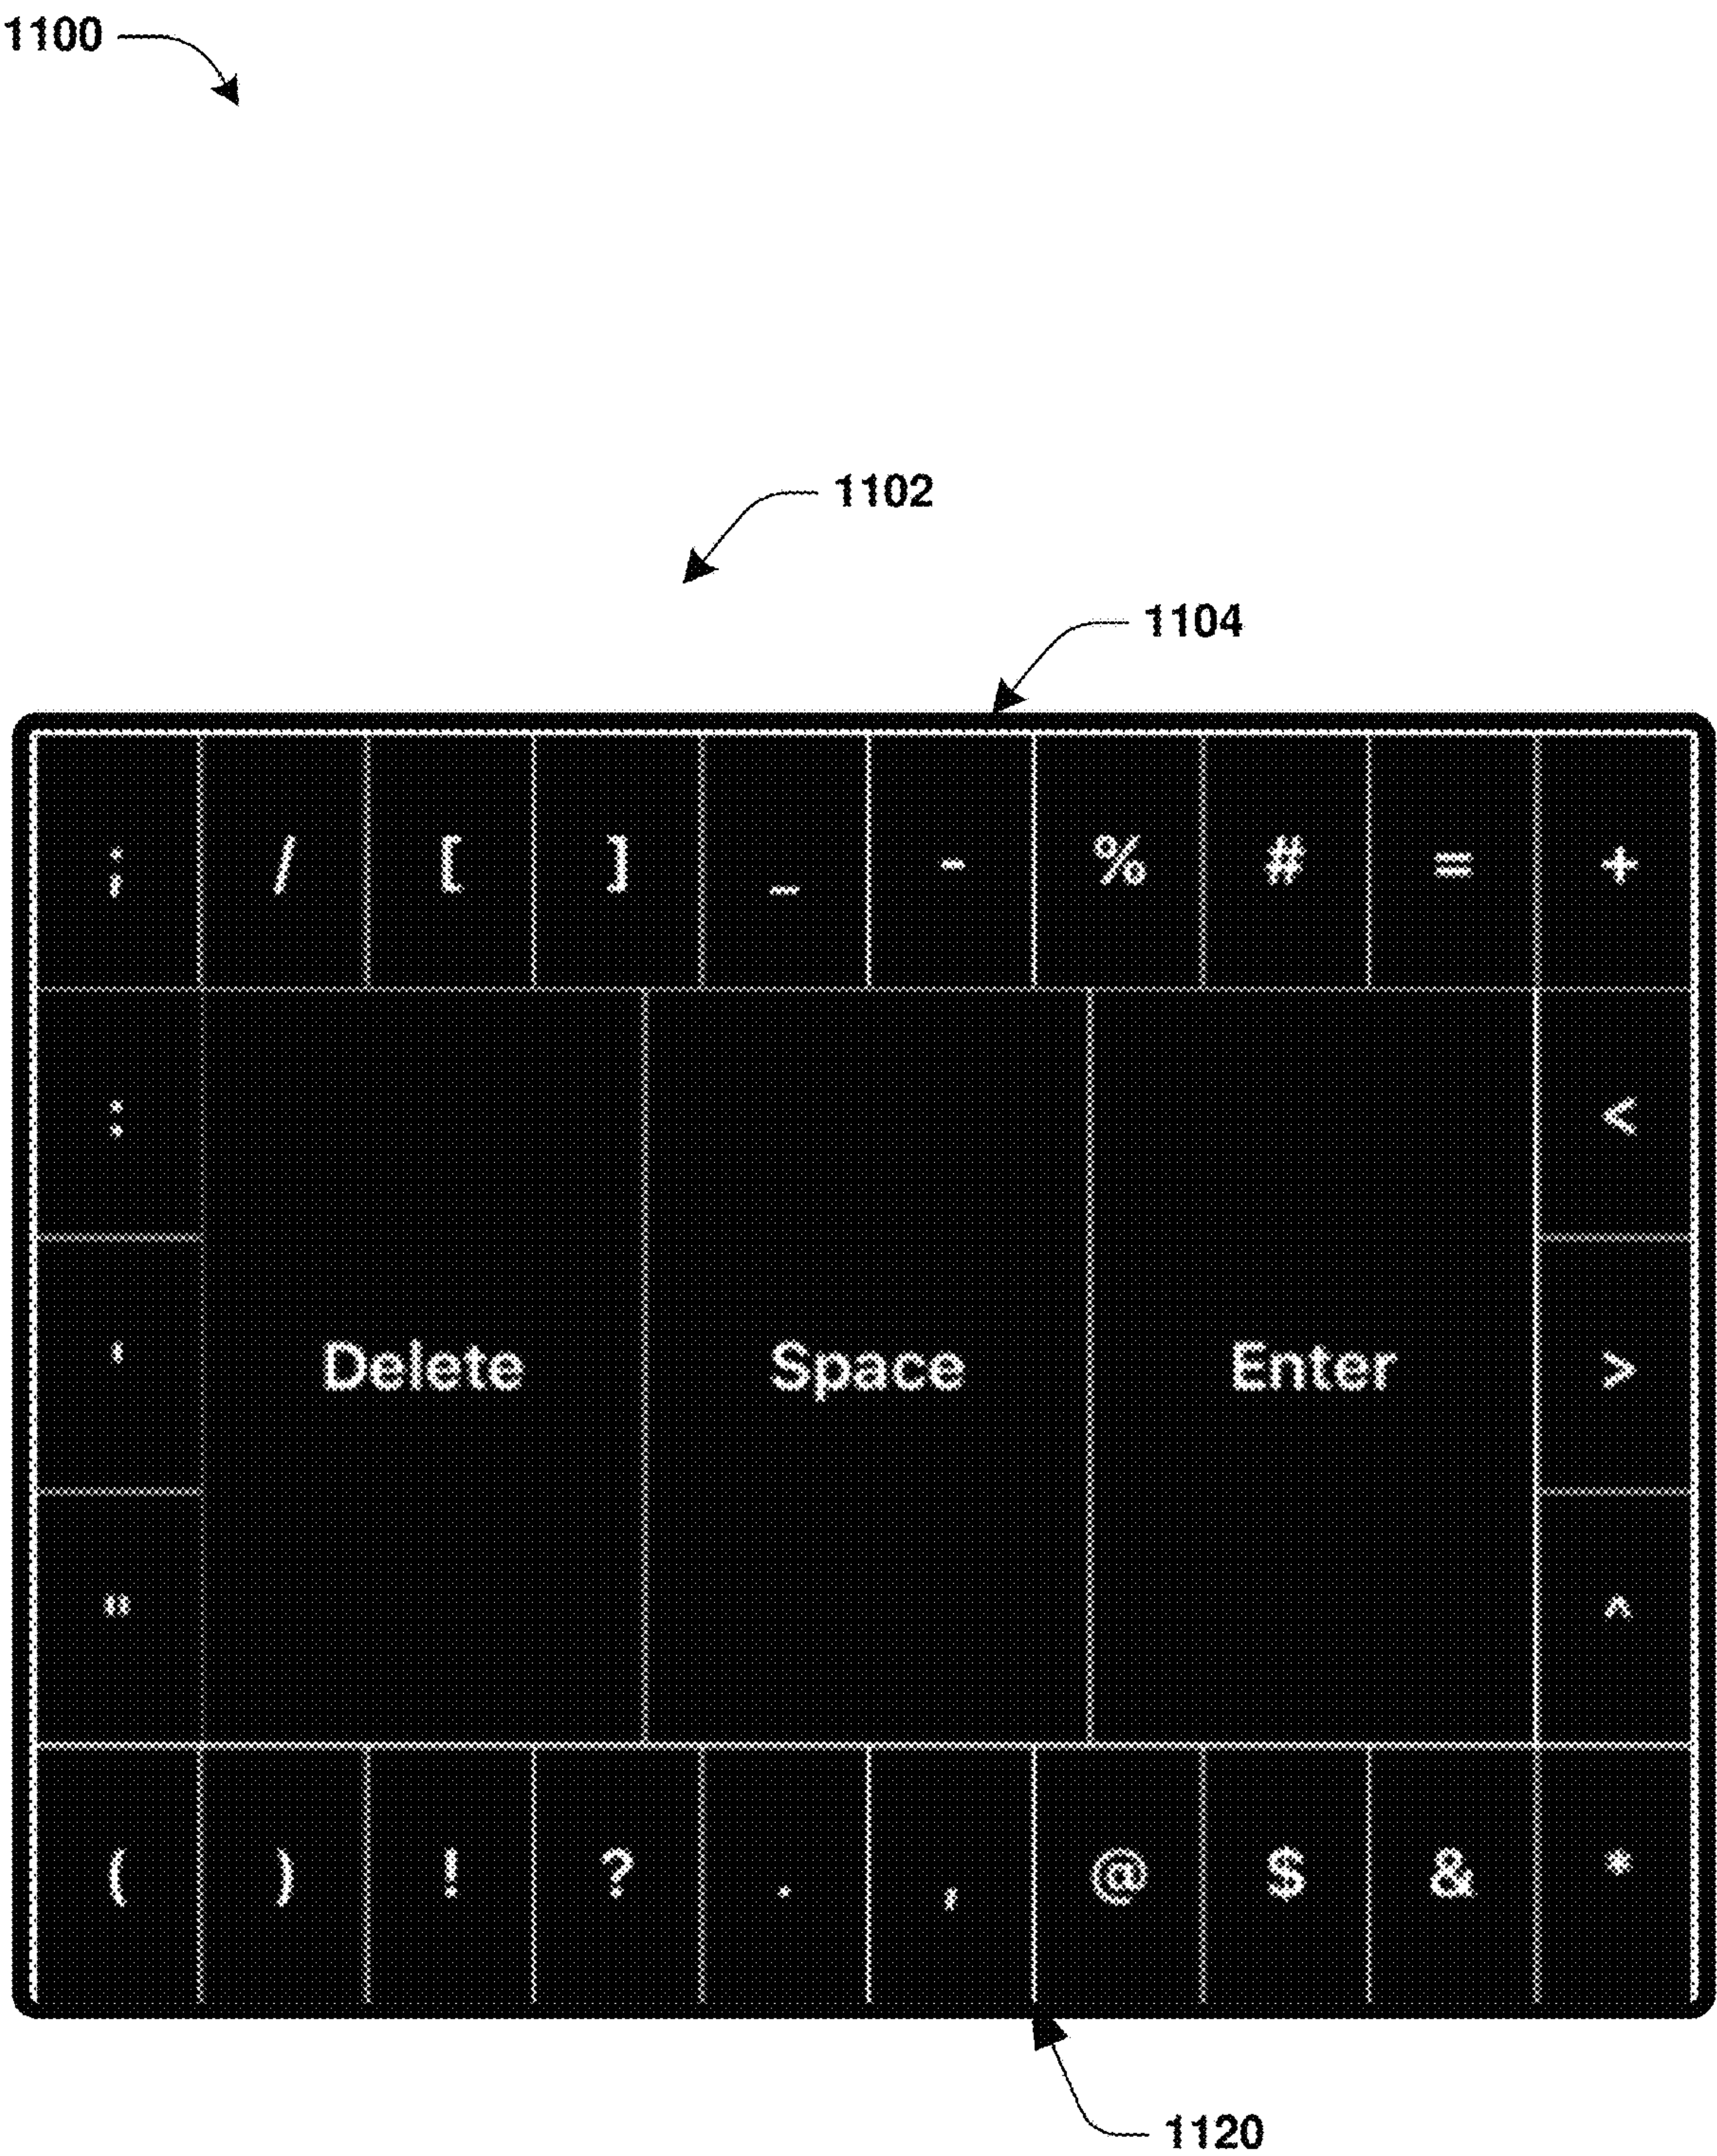 1100
1102
1104
; / [ ] _ - % # = +
: <
' Delete Space Enter >
" ^
( ) ! ? . , @ $ & *
1120